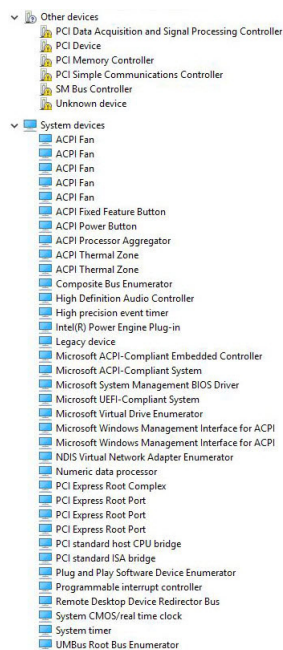 Other devices
PCI Data Acquisition and Signal Processing Controller
PCI Device
PCI Memory Controller
PCI Simple Communications Controller
SM Bus Controller
Unknown device
System devices
ACPI Fan
ACPI Fan
ACPI Fan
ACPI Fan
ACPI Fan
ACPI Fixed Feature Button
ACPI Power Button
ACPI Processor Aggregator
ACPI Thermal Zone
ACPI Thermal Zone
Composite Bus Enumerator
High Definition Audio Controller
High precision event timer
Intel(R) Power Engine Plug-in
Legacy device
Microsoft ACPI-Compliant Embedded Controller
Microsoft ACPI-Compliant System
Microsoft System Management BIOS Driver
Microsoft UEFI-Compliant System
Microsoft Virtual Drive Enumerator
Microsoft Windows Management Interface for ACPI
Microsoft Windows Management Interface for ACPI
NDIS Virtual Network Adapter Enumerator
Numeric data processor
PCI Express Root Complex
PCI Express Root Port
PCI Express Root Port
PCI Express Root Port
PCI standard host CPU bridge
PCI standard ISA bridge
Plug and Play Software Device Enumerator
Programmable interrupt controller
Remote Desktop Device Redirector Bus
System CMOS/real time clock
System timer
UMBus Root Bus Enumerator